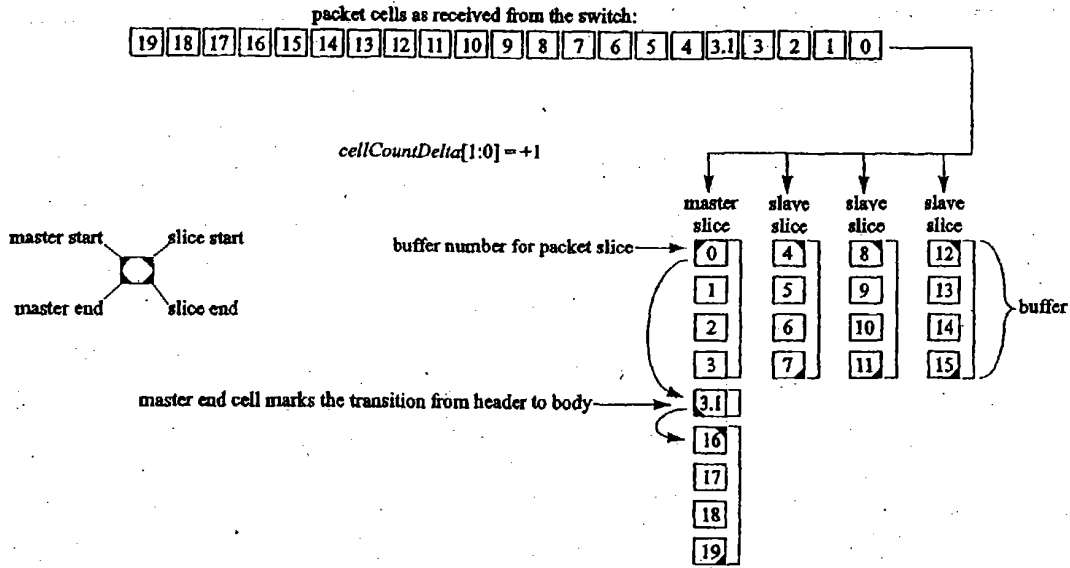 packet cells as received from the switch:
19 18 17 16 15 14 13 12 11 10 9 8 7 6 5 4 3.1 3 2 1 0
cellCountDelta[1:0] = +1
master slice
slave slice
slave slice
slave slice
master start
slice start
master end
slice end
buffer number for packet slice
0 4 8 12
1 5 9 13
2 6 10 14
3 7 11 15
buffer
master end cell marks the transition from header to body
3.1
16
17
18
19